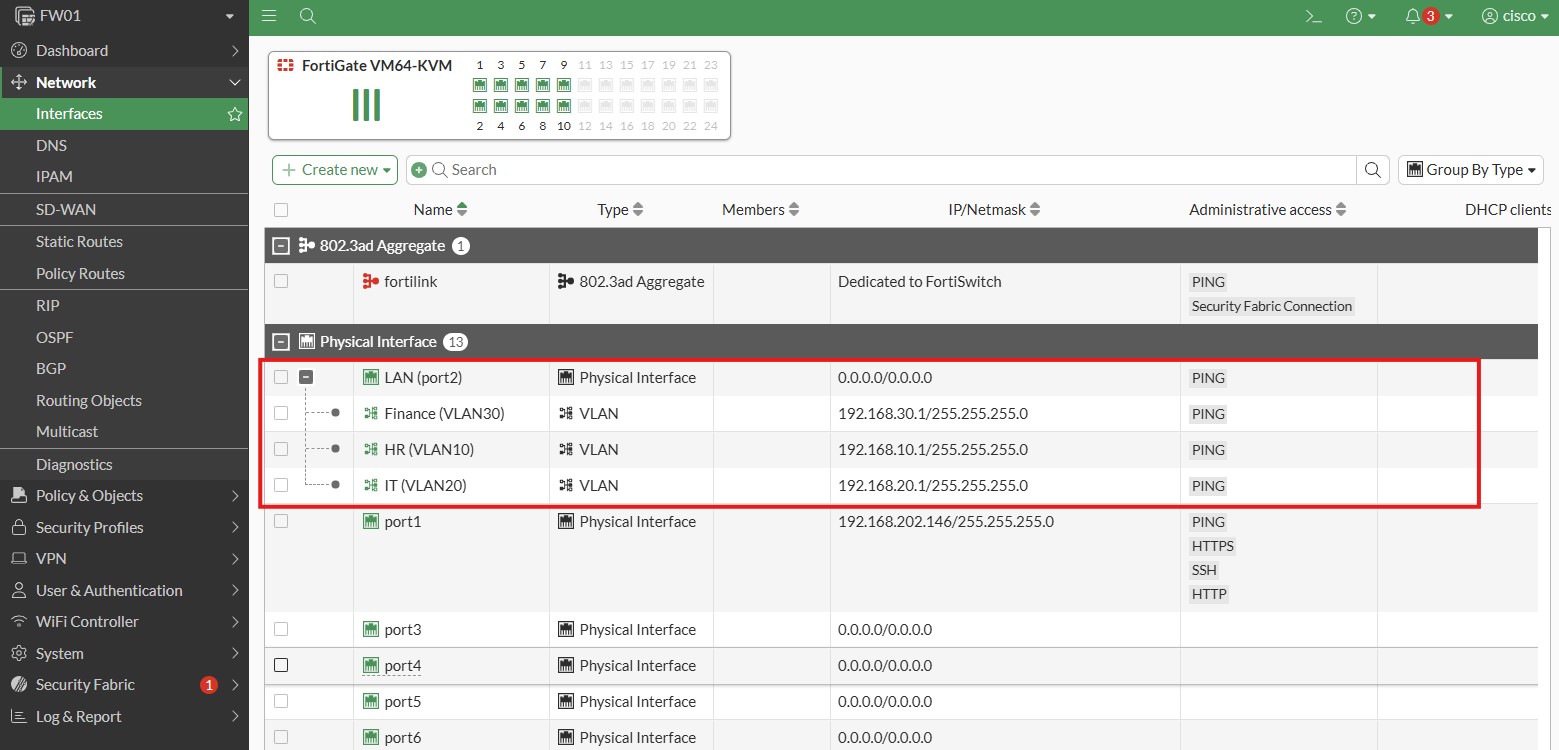 FW01
3
cisco
Dashboard
Network
Interfaces
DNS
IPAM
SD-WAN
Static Routes
Policy Routes
RIP
OSPF
BGP
Routing Objects
Multicast
Diagnostics
Policy & Objects
Security Profiles
VPN
User & Authentication
WiFi Controller
System
Security Fabric 1
Log & Report
FortiGate VM64-KVM
1 3 5 7 9 11 13 15 17 19 21 23
2 4 6 8 10 12 14 16 18 20 22 24
Create new
Search
Group By Type
Name Type Members IP/Netmask Administrative access DHCP clients
802.3ad Aggregate 1
fortilink 802.3ad Aggregate Dedicated to FortiSwitch PING
Security Fabric Connection
Physical Interface 13
LAN (port2) Physical Interface 0.0.0.0/0.0.0.0 PING
Finance (VLAN30) VLAN 192.168.30.1/255.255.255.0 PING
HR (VLAN10) VLAN 192.168.10.1/255.255.255.0 PING
IT (VLAN20) VLAN 192.168.20.1/255.255.255.0 PING
port1 Physical Interface 192.168.202.146/255.255.255.0 PING
HTTPS
SSH
HTTP
port3 Physical Interface 0.0.0.0/0.0.0.0
port4 Physical Interface 0.0.0.0/0.0.0.0
port5 Physical Interface 0.0.0.0/0.0.0.0
port6 Physical Interface 0.0.0.0/0.0.0.0